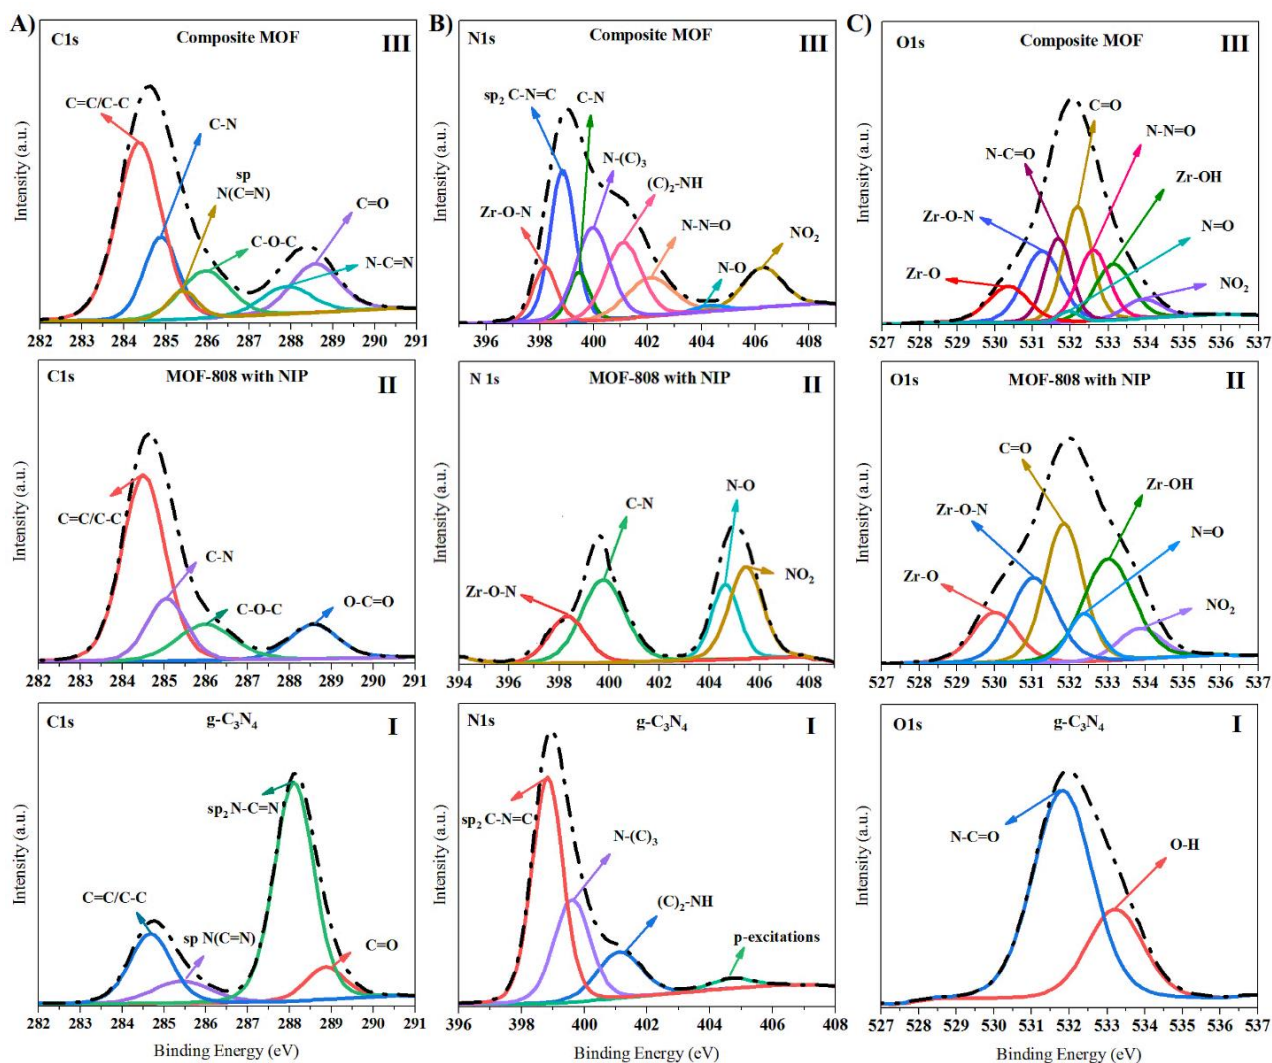 A)
C1s
Composite MOF
III
C=C/C-C
C-N
sp
N(C=N)
C-O-C
C=O
N-C=N
Intensity (a.u.)
282 283 284 285 286 287 288 289 290 291
C1s
MOF-808 with NIP
II
C=C/C-C
C-N
C-O-C
O-C=O
Intensity (a.u.)
282 283 284 285 286 287 288 289 290 291
C1s
g-C₃N₄
I
sp₂ N-C=N
C=C/C-C
sp N(C=N)
C=O
Intensity (a.u.)
282 283 284 285 286 287 288 289 290 291
Binding Energy (eV)
B)
N1s
Composite MOF
III
sp₂ C-N=C
C-N
N-(C)₃
(C)₂-NH
Zr-O-N
N-N=O
NO₂
N-O
Intensity (a.u.)
396 398 400 402 404 406 408
N 1s
MOF-808 with NIP
II
C-N
N-O
Zr-O-N
NO₂
Intensity (a.u.)
394 396 398 400 402 404 406 408
N1s
g-C₃N₄
I
sp₂ C-N=C
N-(C)₃
(C)₂-NH
p-excitations
Intensity (a.u.)
396 398 400 402 404 406 408
Binding Energy (eV)
C)
O1s
Composite MOF
III
C=O
N-N=O
N-C=O
Zr-OH
Zr-O-N
N=O
Zr-O
NO₂
Intensity (a.u.)
527 528 529 530 531 532 533 534 535 536 537
O1s
MOF-808 with NIP
II
C=O
Zr-OH
Zr-O-N
N=O
Zr-O
NO₂
Intensity (a.u.)
527 528 529 530 531 532 533 534 535 536 537
O1s
g-C₃N₄
I
N-C=O
O-H
Intensity (a.u.)
527 528 529 530 531 532 533 534 535 536 537
Binding Energy (eV)